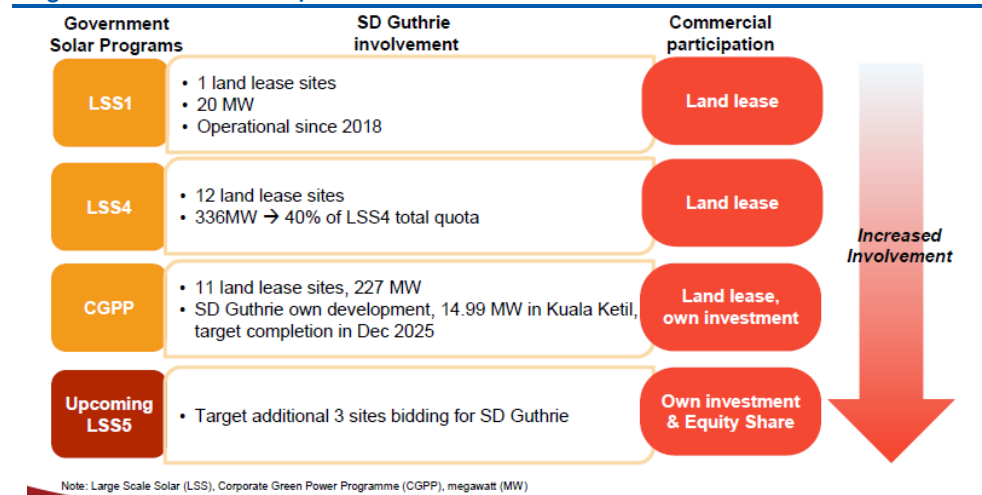 Government
Solar Programs
SD Guthrie
involvement
Commercial
participation
LSS1
• 1 land lease sites
• 20 MW
• Operational since 2018
Land lease
LSS4
• 12 land lease sites
• 336MW → 40% of LSS4 total quota
Land lease
Increased
Involvement
CGPP
• 11 land lease sites, 227 MW
• SD Guthrie own development, 14.99 MW in Kuala Ketil,
target completion in Dec 2025
Land lease,
own investment
Upcoming
LSS5
• Target additional 3 sites bidding for SD Guthrie
Own investment
& Equity Share
Note: Large Scale Solar (LSS), Corporate Green Power Programme (CGPP), megawatt (MW)